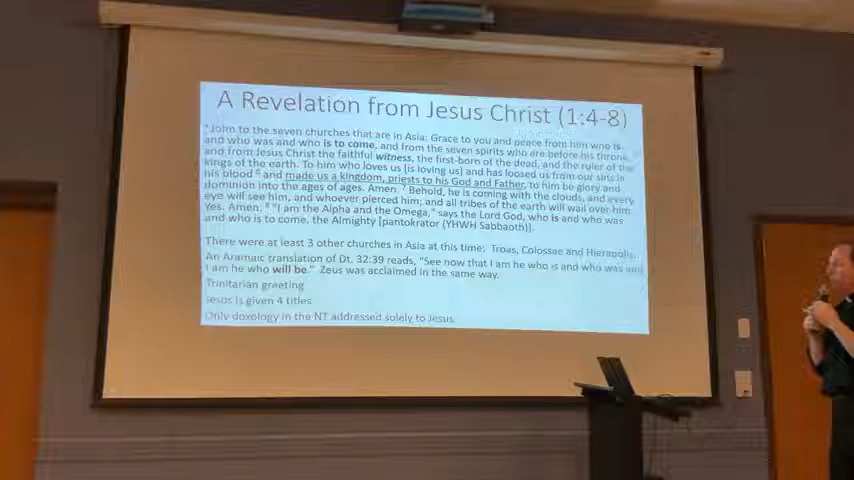 A Revelation from Jesus Christ (1:4-8)
"John to the seven churches that are in Asia: Grace to you and peace from him who is
and who was and who is to come, and from the seven spirits who are before his throne,
and from Jesus Christ the faithful witness, the first-born of the dead, and the ruler of the
kings of the earth. To him who loves us [is loving us] and has loosed us from our sins in
his blood ⁶ and made us a kingdom, priests to his God and Father, to him be glory and
dominion into the ages of ages. Amen. ⁷ Behold, he is coming with the clouds, and every
eye will see him, and whoever pierced him; and all tribes of the earth will wail over him
Yes. Amen. ⁸ "I am the Alpha and the Omega," says the Lord God, who is and who was
and who is to come, the Almighty [pantokrator (YHWH Sabbaoth)].
There were at least 3 other churches in Asia at this time: Troas, Colossae and Hierapolis.
An Aramaic translation of Dt. 32:39 reads, "See now that I am he who is and who was and
I am he who will be." Zeus was acclaimed in the same way.
Trinitarian greeting
Jesus is given 4 titles
Only doxology in the NT addressed solely to Jesus